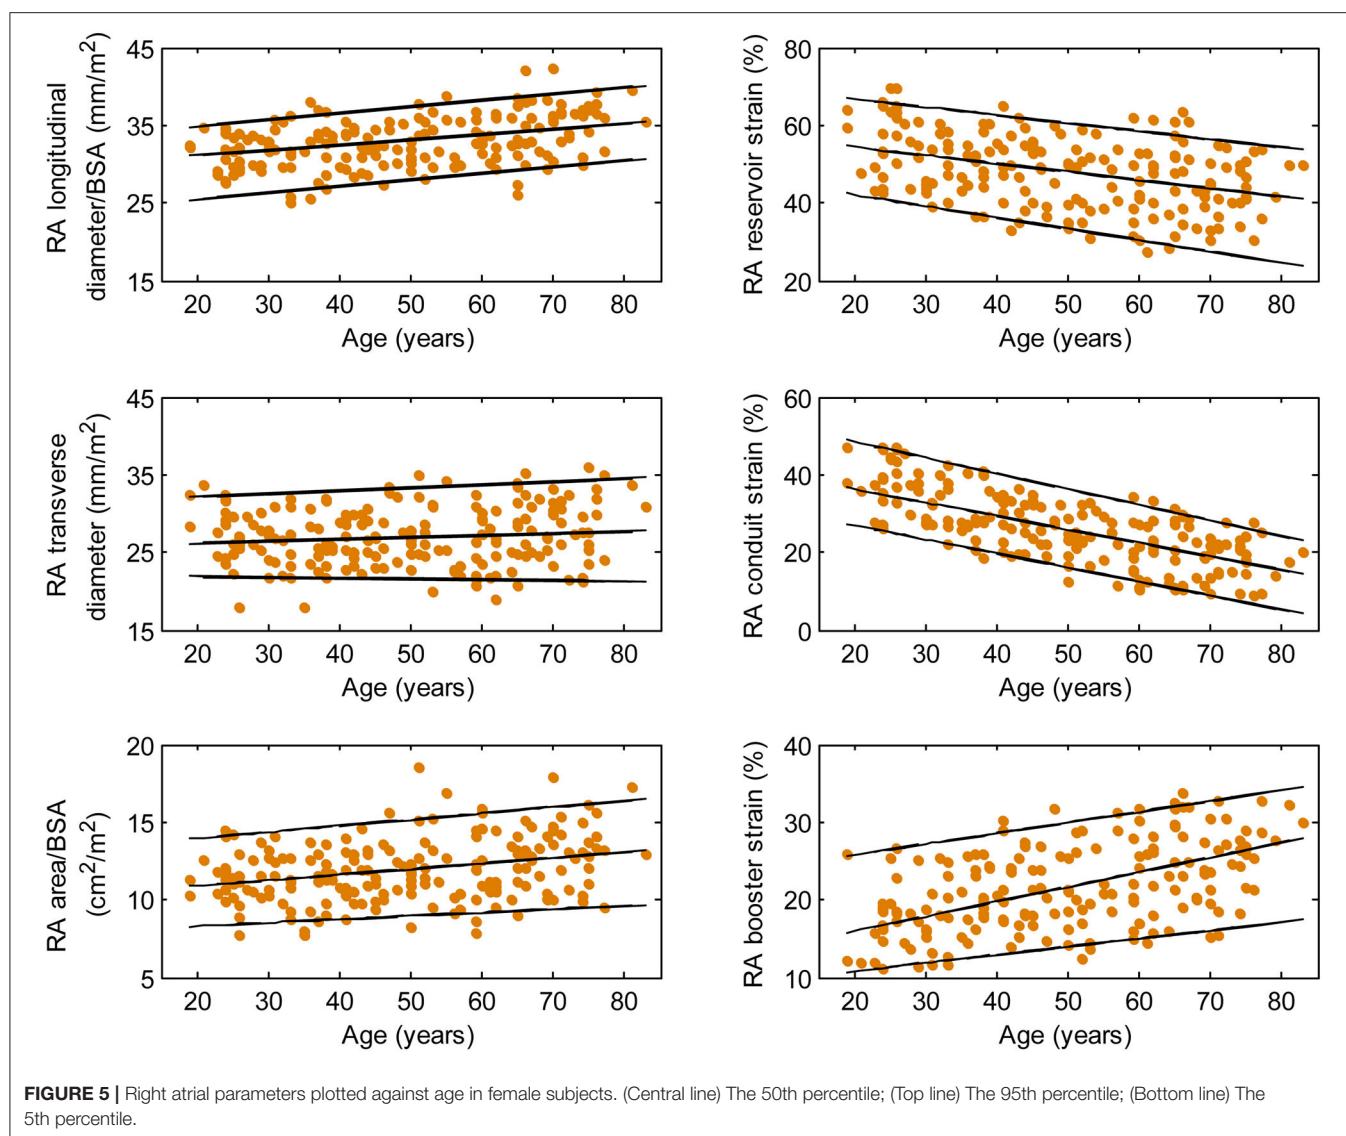 RA longitudinal
diameter/BSA (mm/m²)
45
35
25
15
20 30 40 50 60 70 80
Age (years)
RA reservoir strain (%)
80
60
40
20
20 30 40 50 60 70 80
Age (years)
RA transverse
diameter (mm/m²)
45
35
25
15
20 30 40 50 60 70 80
Age (years)
RA conduit strain (%)
60
40
20
0
20 30 40 50 60 70 80
Age (years)
RA area/BSA
(cm²/m²)
20
15
10
5
20 30 40 50 60 70 80
Age (years)
RA booster strain (%)
40
30
20
10
20 30 40 50 60 70 80
Age (years)
FIGURE 5 | Right atrial parameters plotted against age in female subjects. (Central line) The 50th percentile; (Top line) The 95th percentile; (Bottom line) The
5th percentile.